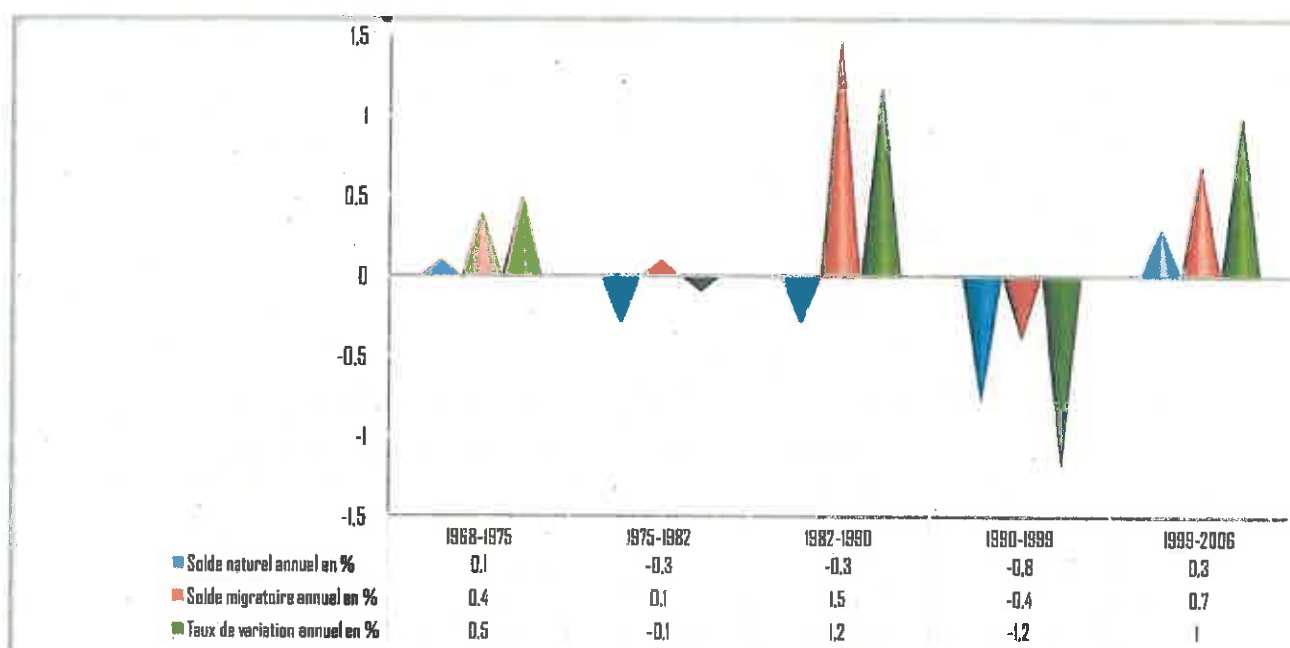 1,5
1
0,5
0
-0,5
-1
-1,5
1968-1975 1975-1982 1982-1990 1990-1999 1999-2006
Solde naturel annuel en % 0,1 -0,3 -0,3 -0,8 0,3
Solde migratoire annuel en % 0,4 0,1 1,5 -0,4 0,7
Taux de variation annuel en % 0,5 -0,1 1,2 -1,2 1